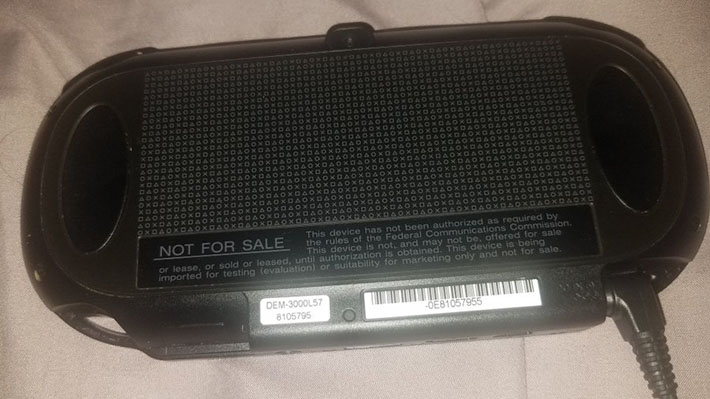 NOT FOR SALE This device has not been authorized as required by
the rules of the Federal Communications Commission.
This device is not, and may not be, offered for sale
or lease, or sold or leased, until authorization is obtained. This device is being
imported for testing (evaluation) or suitability for marketing only and not for sale.
DEM-3000L57
8105795
-0E81057955